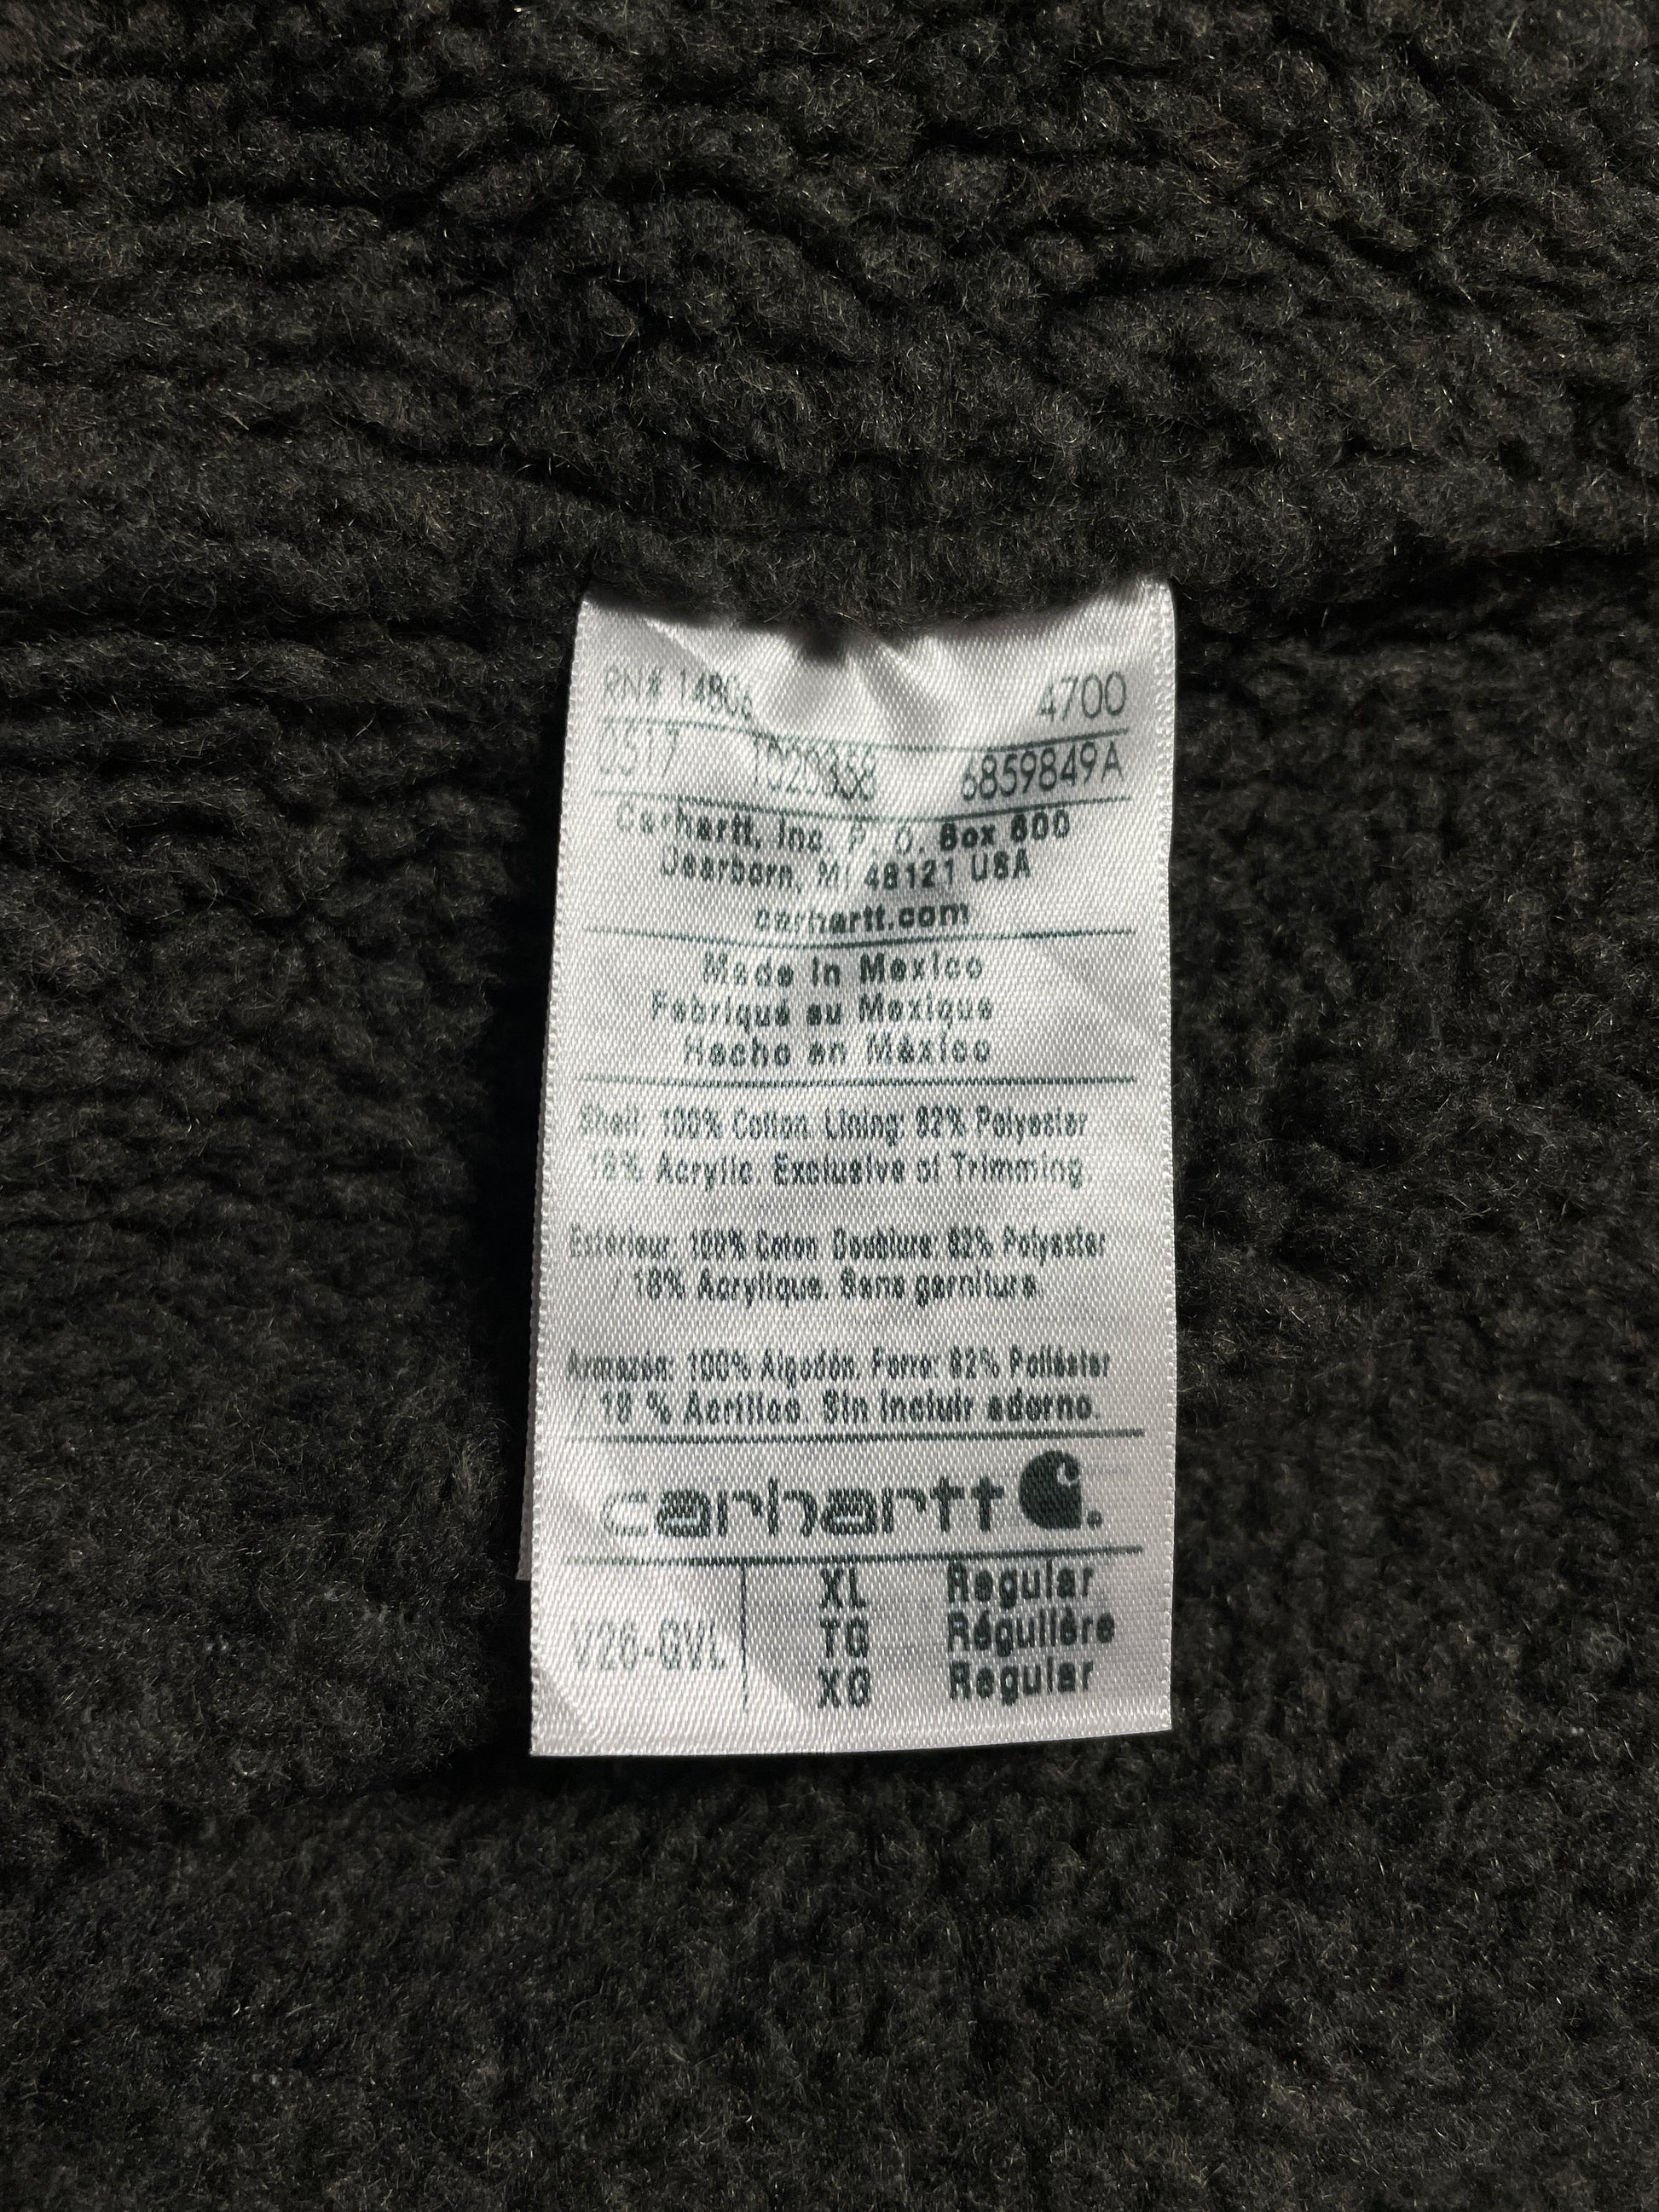 RN# 14806 4700
0517 1020368 6859849A
Carhartt, Inc. P. O. Box 600
Dearborn, MI 48121 USA
carhartt.com
Made in Mexico
Fabriqué au Mexique
Hecho en México
Shell: 100% Cotton. Lining: 82% Polyester
18% Acrylic. Exclusive of Trimming
Extérieur: 100% Coton. Doublure: 82% Polyester
/ 18% Acrylique. Sans garniture.
Armazón: 100% Algodón. Forro: 82% Poliéster
/ 18 % Acrílico. Sin incluir adorno.
carhartt
XL Regular
V26-GVL TG Régulière
XG Regular